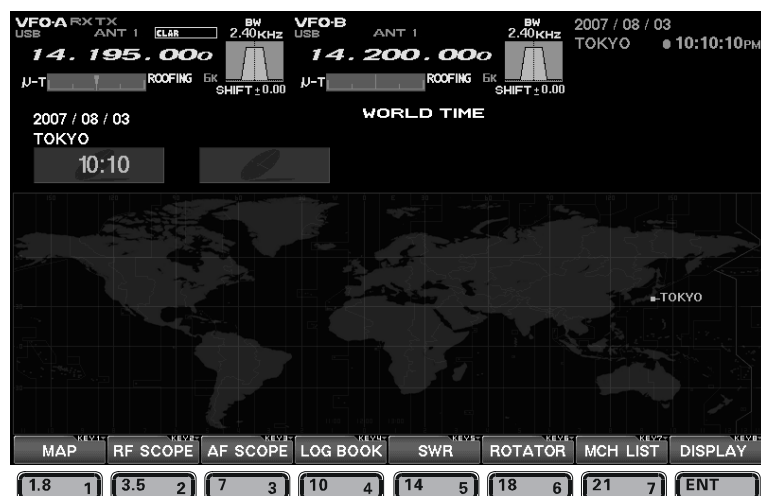 VFO-A RX TX
USB ANT 1 CLAR
BW
2.40KHZ
14.195.000
μ-T ROOFING 6K
SHIFT ±0.00
VFO-B
USB ANT 1
BW
2.40KHZ
14.200.000
μ-T ROOFING 6K
SHIFT ±0.00
2007 / 08 / 03
TOKYO 10:10:10PM
WORLD TIME
2007 / 08 / 03
TOKYO
10:10
TOKYO
KEY1 KEY2 KEY3 KEY4 KEY5 KEY6 KEY7 KEY8
MAP RF SCOPE AF SCOPE LOG BOOK SWR ROTATOR MCH LIST DISPLAY
1.8 1 3.5 2 7 3 10 4 14 5 18 6 21 7 ENT